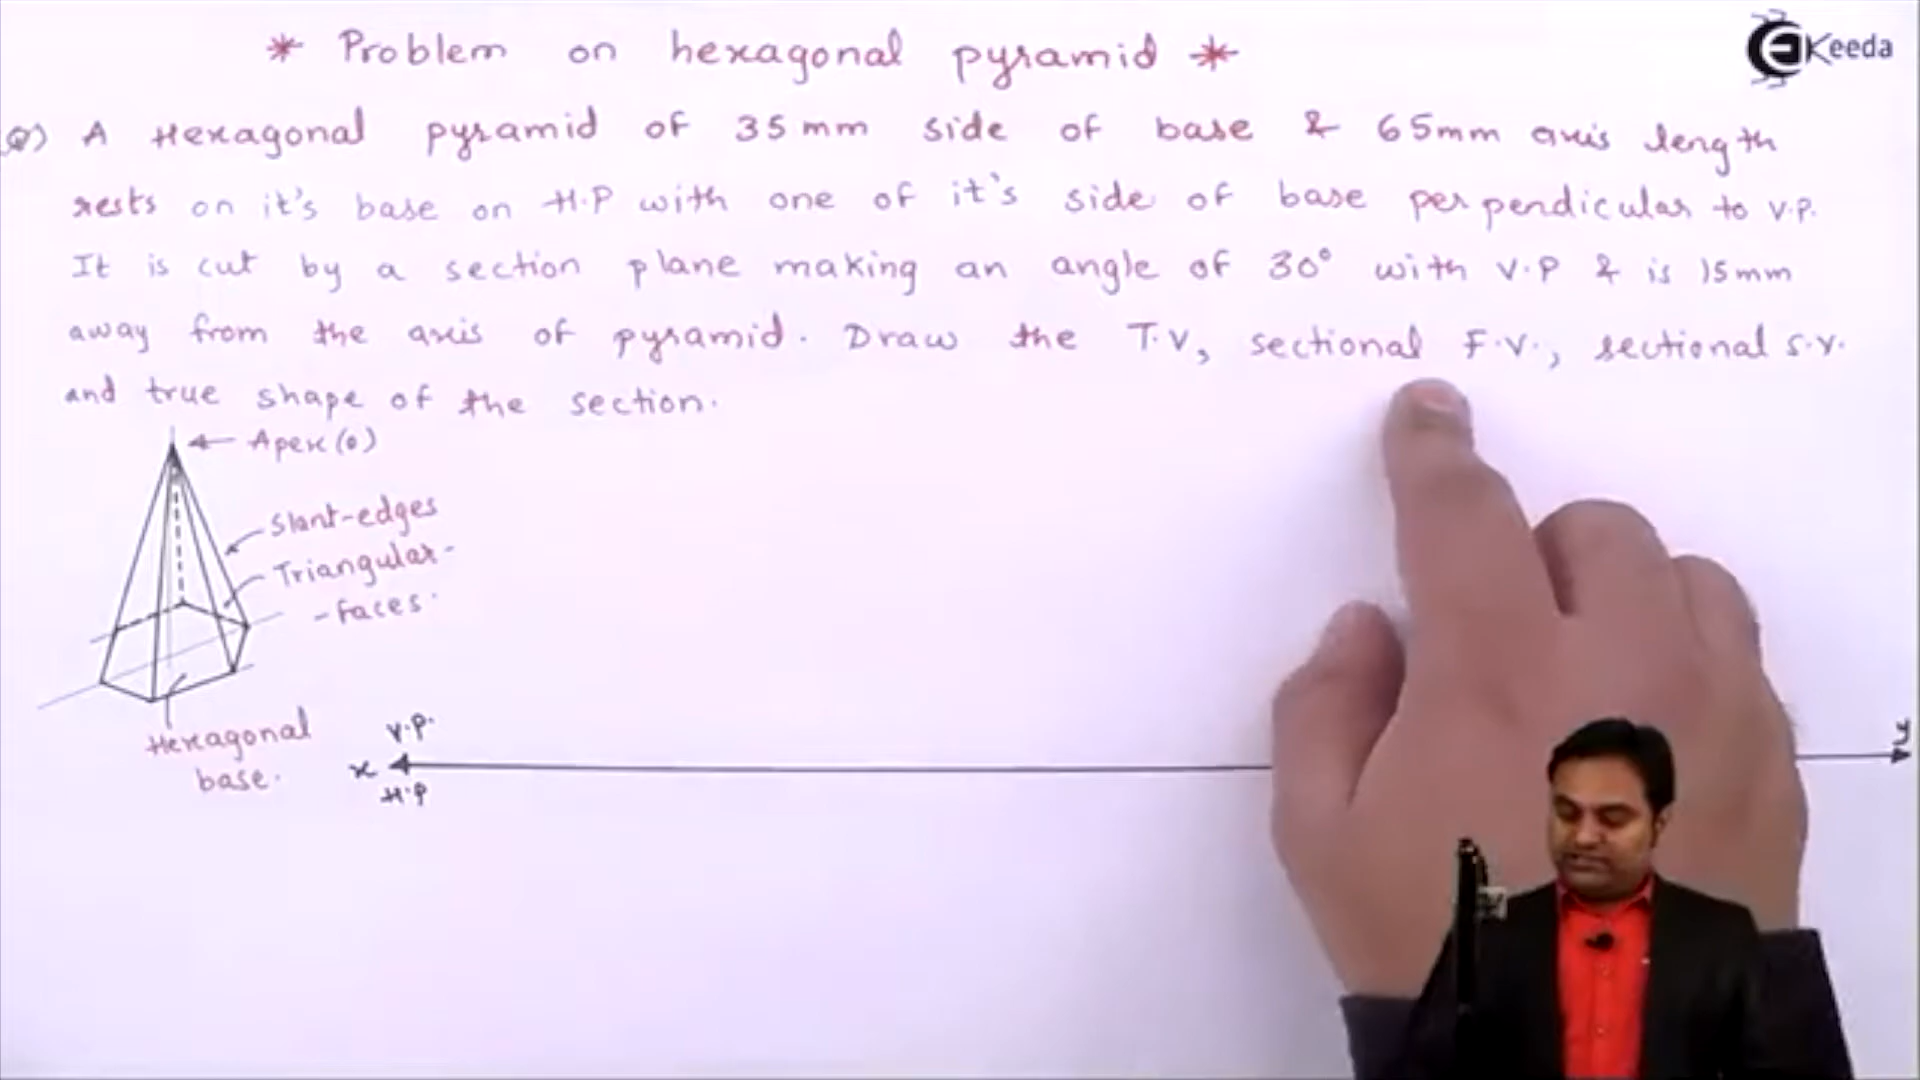 * Problem on hexagonal pyramid *
EKeeda
Q) A Hexagonal pyramid of 35mm side of base & 65mm axis length
rests on it's base on H.P with one of it's side of base perpendicular to V.P.
It is cut by a section plane making an angle of 30° with V.P & is 15mm
away from the axis of pyramid. Draw the T.V, sectional F.V., sectional S.V.
and true shape of the section.
Apex (o)
Slant-edges
Triangular-
-faces.
Hexagonal
base.
V.P.
x
H.P
y